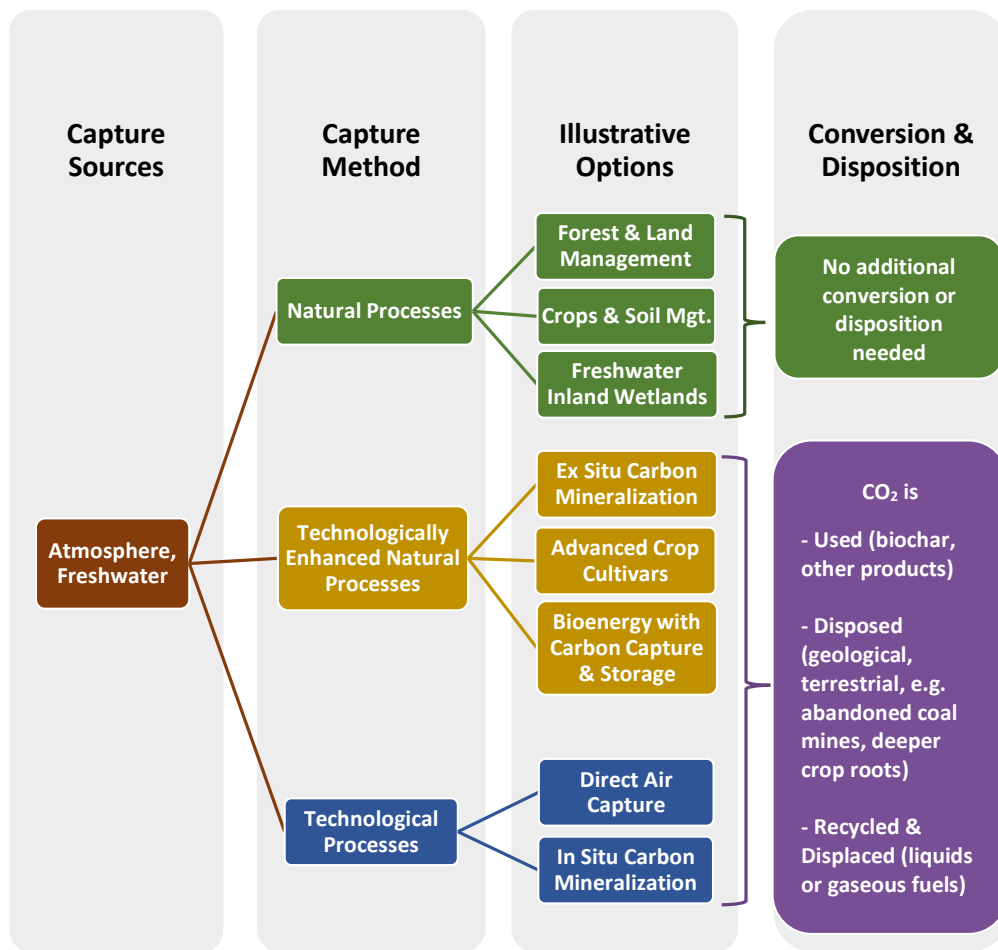 Capture
Sources
Capture
Method
Illustrative
Options
Conversion &
Disposition
Atmosphere,
Freshwater
Natural Processes
Technologically
Enhanced Natural
Processes
Technological
Processes
Forest & Land
Management
Crops & Soil Mgt.
Freshwater
Inland Wetlands
Ex Situ Carbon
Mineralization
Advanced Crop
Cultivars
Bioenergy with
Carbon Capture
& Storage
Direct Air
Capture
In Situ Carbon
Mineralization
No additional
conversion or
disposition
needed
CO₂ is
- Used (biochar,
other products)
- Disposed
(geological,
terrestrial, e.g.
abandoned coal
mines, deeper
crop roots)
- Recycled &
Displaced (liquids
or gaseous fuels)